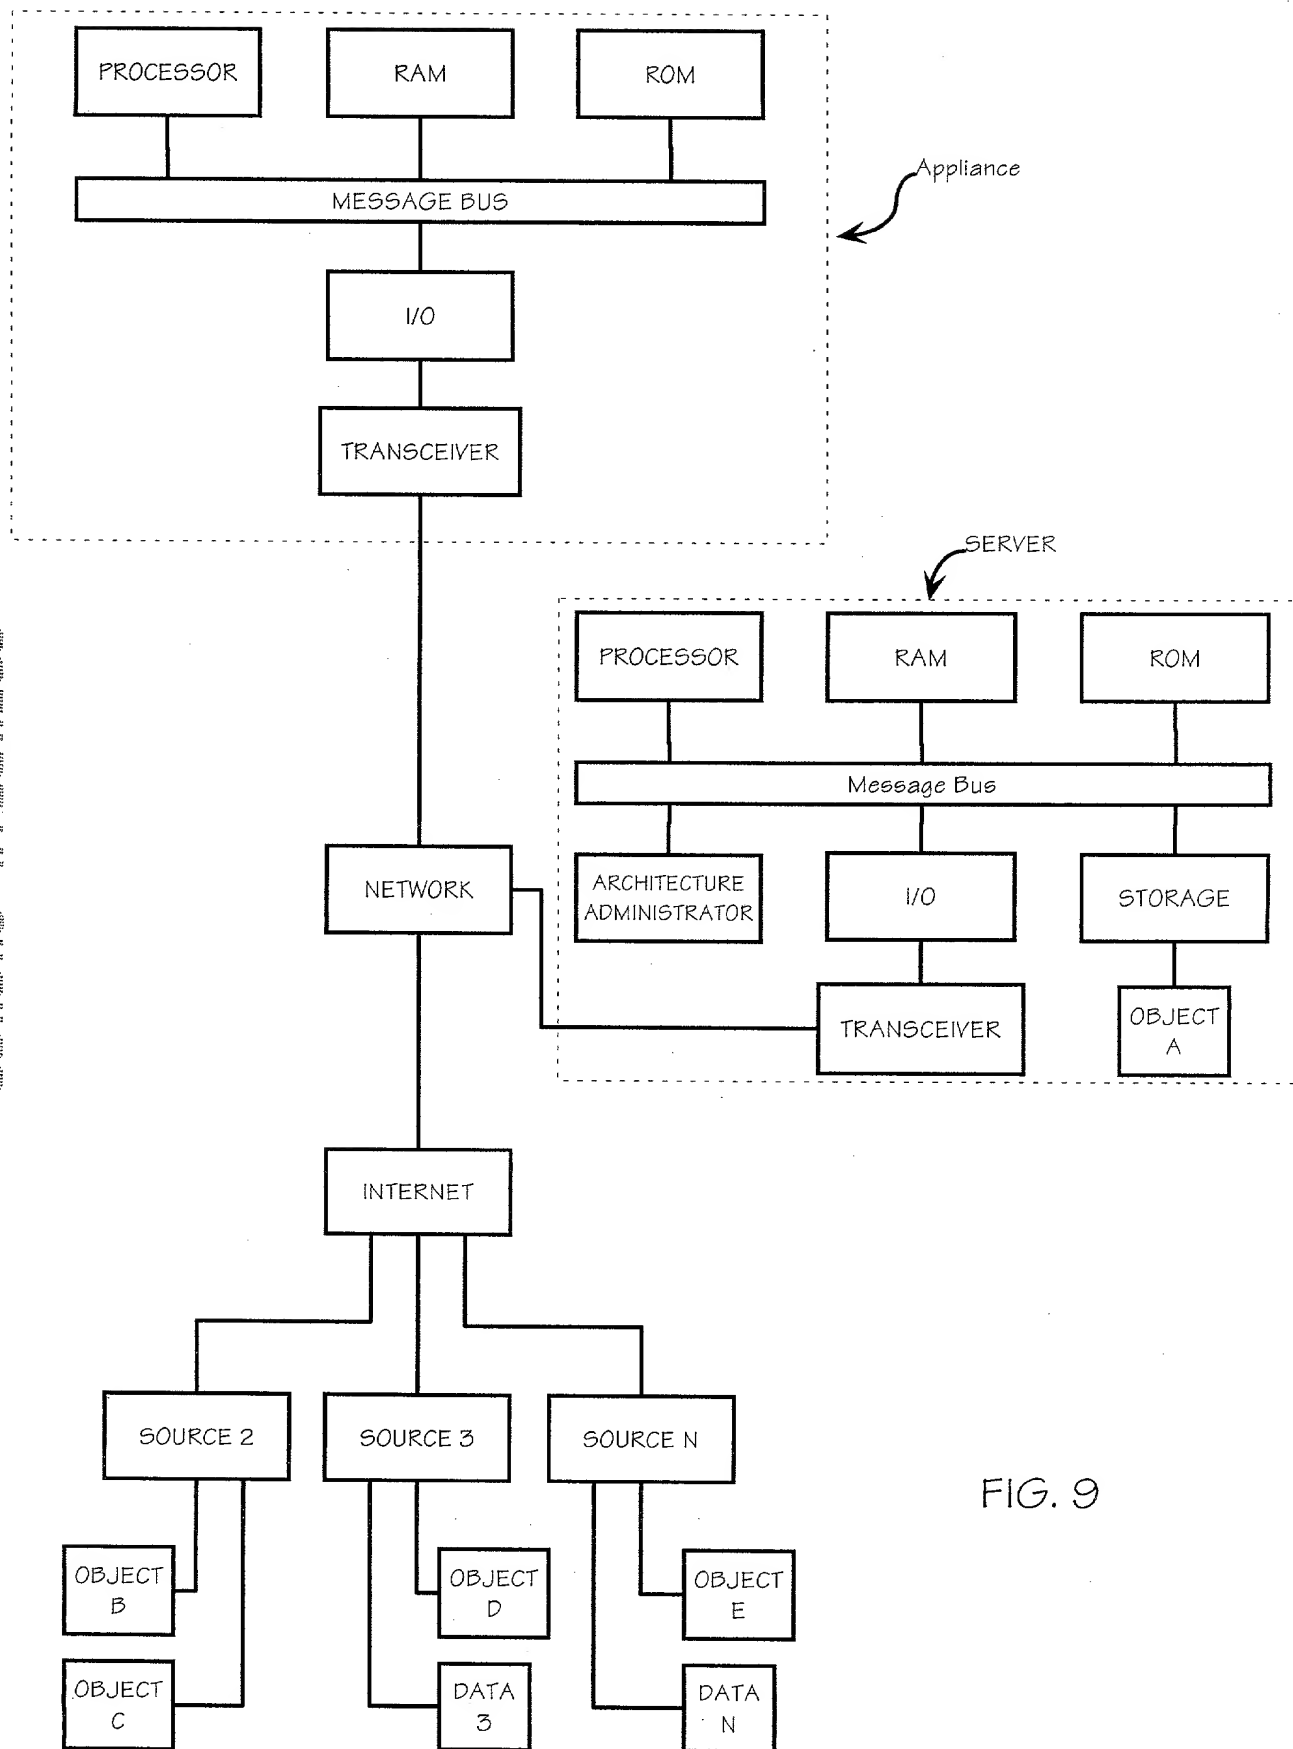 PROCESSOR
RAM
ROM
MESSAGE BUS
Appliance
I/O
TRANSCEIVER
SERVER
PROCESSOR
RAM
ROM
Message Bus
NETWORK
ARCHITECTURE
ADMINISTRATOR
I/O
STORAGE
TRANSCEIVER
OBJECT
A
INTERNET
SOURCE 2
SOURCE 3
SOURCE N
FIG. 9
OBJECT
B
OBJECT
D
OBJECT
E
OBJECT
C
DATA
3
DATA
N